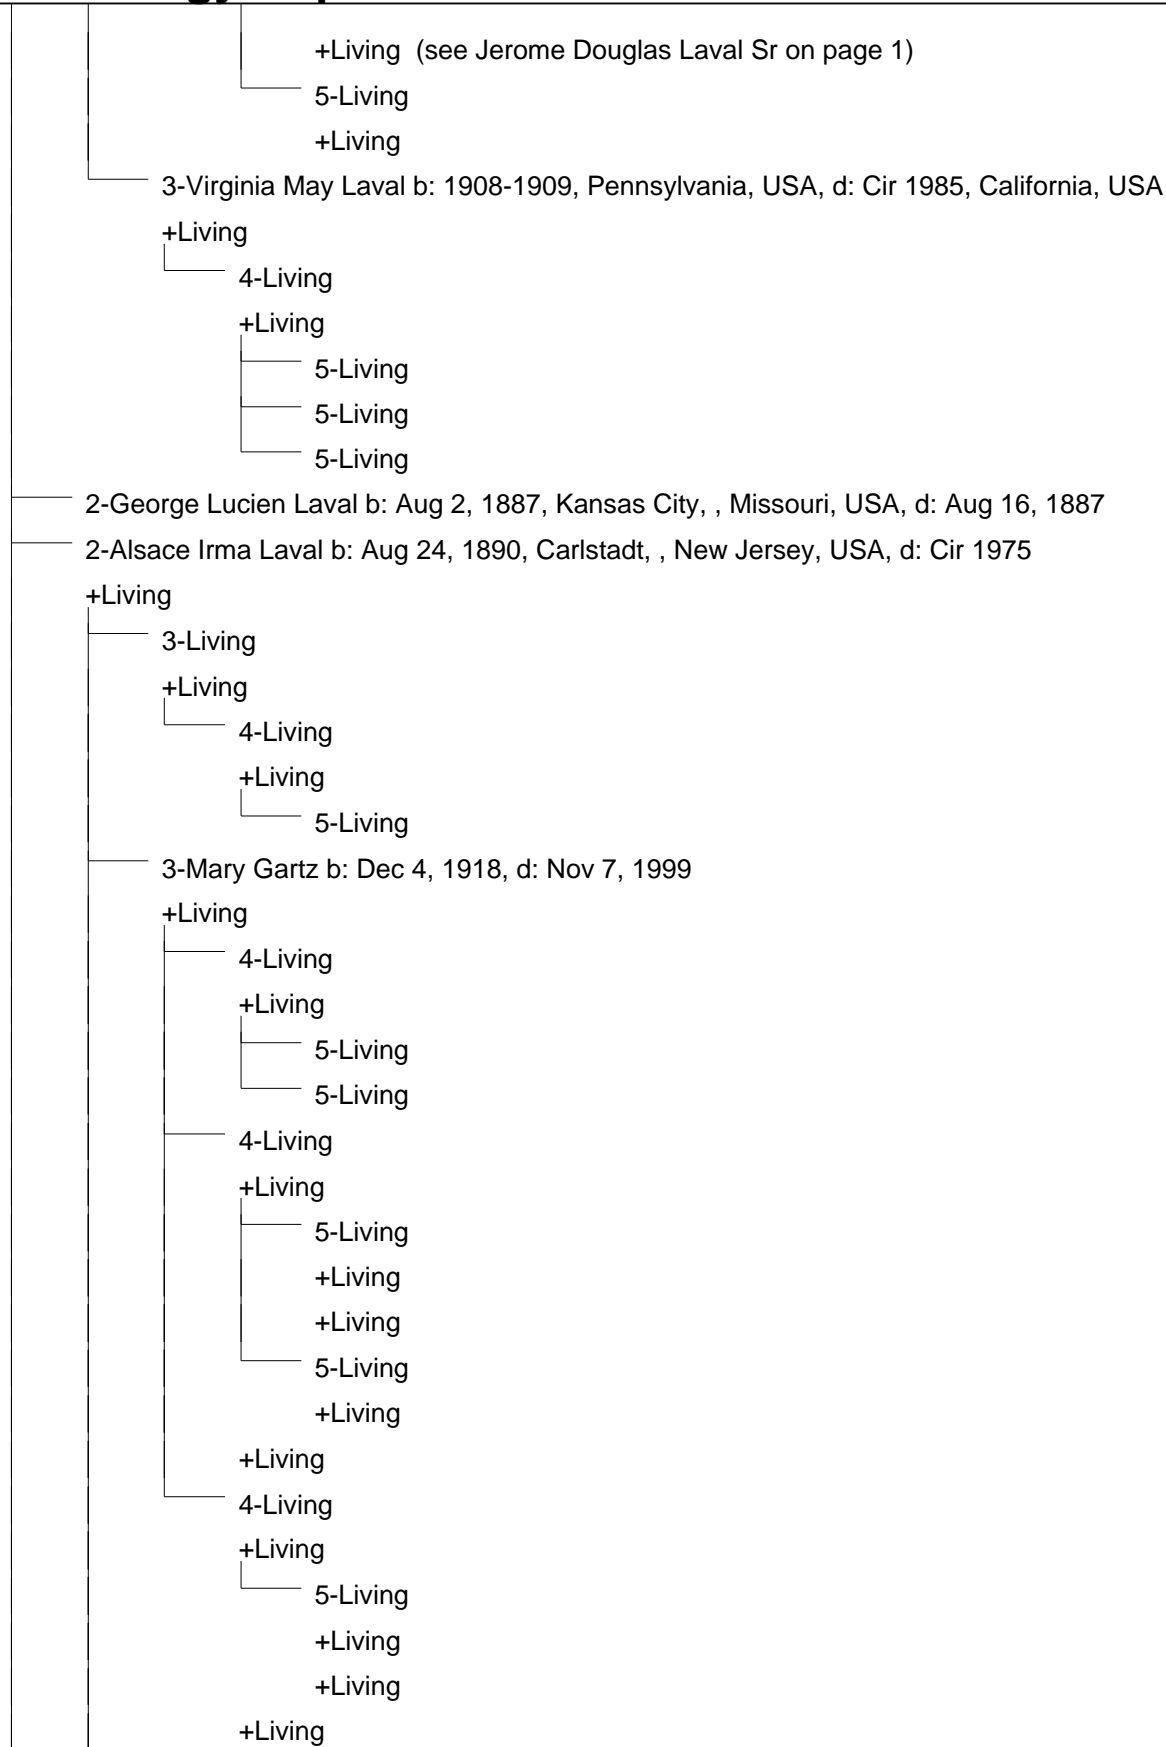 +Living (see Jerome Douglas Laval Sr on page 1)
5-Living
+Living
3-Virginia May Laval b: 1908-1909, Pennsylvania, USA, d: Cir 1985, California, USA
+Living
4-Living
+Living
5-Living
5-Living
5-Living
2-George Lucien Laval b: Aug 2, 1887, Kansas City, , Missouri, USA, d: Aug 16, 1887
2-Alsace Irma Laval b: Aug 24, 1890, Carlstadt, , New Jersey, USA, d: Cir 1975
+Living
3-Living
+Living
4-Living
+Living
5-Living
3-Mary Gartz b: Dec 4, 1918, d: Nov 7, 1999
+Living
4-Living
+Living
5-Living
5-Living
4-Living
+Living
5-Living
+Living
+Living
5-Living
+Living
+Living
4-Living
+Living
5-Living
+Living
+Living
+Living